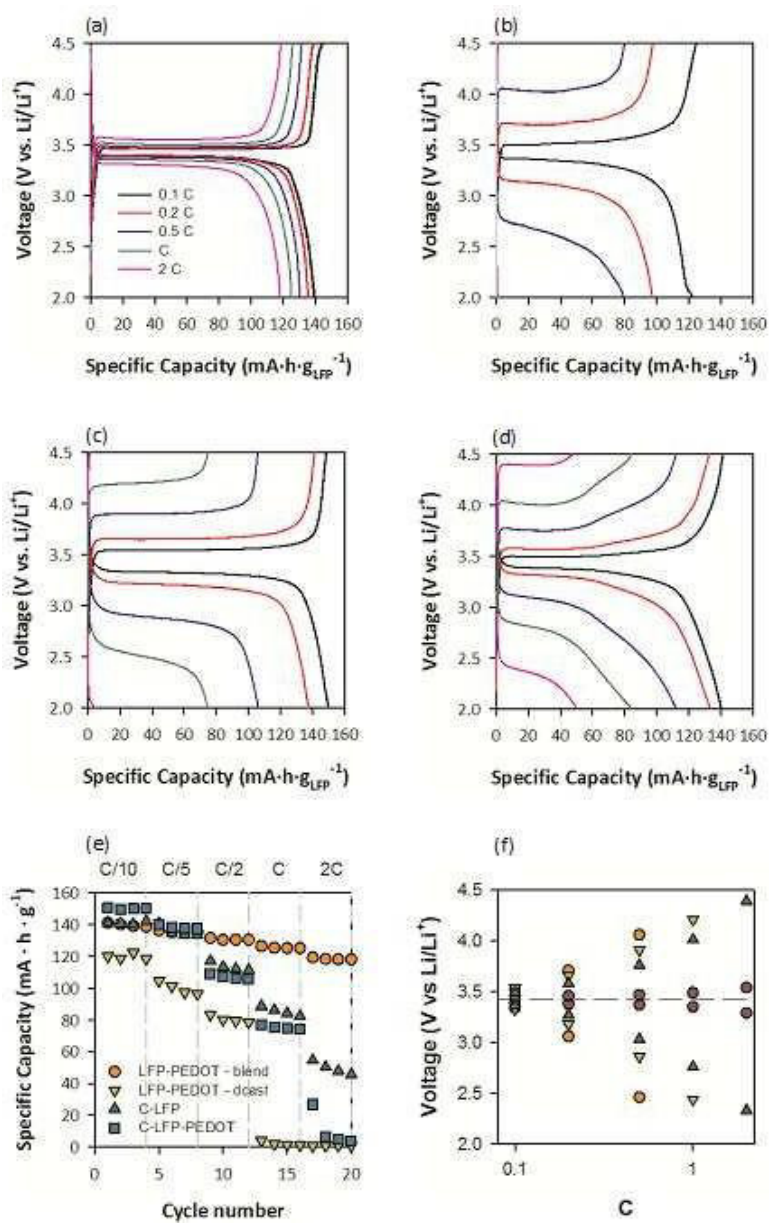 (a)
(b)
4.5
4.0
3.5
3.0
2.5
2.0
Voltage (V vs. Li/Li⁺)
0.1 C
0.2 C
0.5 C
C
2 C
0 20 40 60 80 100 120 140 160
Specific Capacity (mA·h·g_LFP⁻¹)
4.5
4.0
3.5
3.0
2.5
2.0
Voltage (V vs. Li/Li⁺)
0 20 40 60 80 100 120 140 160
Specific Capacity (mA·h·g_LFP⁻¹)
(c)
(d)
4.5
4.0
3.5
3.0
2.5
2.0
Voltage (V vs. Li/Li⁺)
0 20 40 60 80 100 120 140 160
Specific Capacity (mA·h·g_LFP⁻¹)
4.5
4.0
3.5
3.0
2.5
2.0
Voltage (V vs. Li/Li⁺)
0 20 40 60 80 100 120 140 160
Specific Capacity (mA·h·g_LFP⁻¹)
(e)
(f)
C/10 C/5 C/2 C 2C
160
140
120
100
80
60
40
20
0
Specific Capacity (mA · h · g⁻¹)
LFP-PEDOT - blend
LFP-PEDOT - dcast
C-LFP
C-LFP-PEDOT
0 5 10 15 20
Cycle number
4.5
4.0
3.5
3.0
2.5
2.0
Voltage (V vs Li/Li⁺)
0.1 1
C